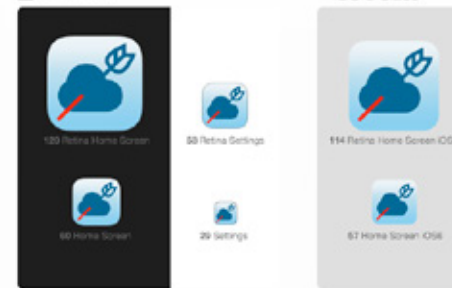 120 Retina Home Screen
58 Retina Settings
114 Retina Home Screen iOS
60 Home Screen
29 Settings
57 Home Screen iOS6